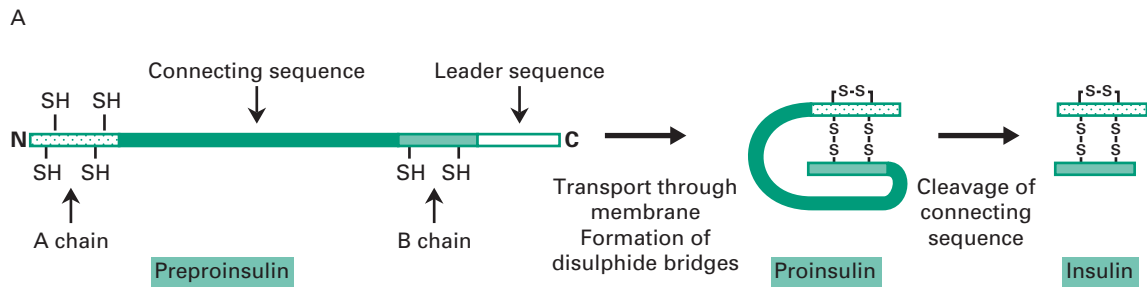 A
Connecting sequence
Leader sequence
SH SH
SH SH
SH SH
N
C
A chain
B chain
Preproinsulin
Transport through
membrane
Formation of
disulphide bridges
S-S
S S
S S
Proinsulin
Cleavage of
connecting
sequence
S-S
S S
S S
Insulin